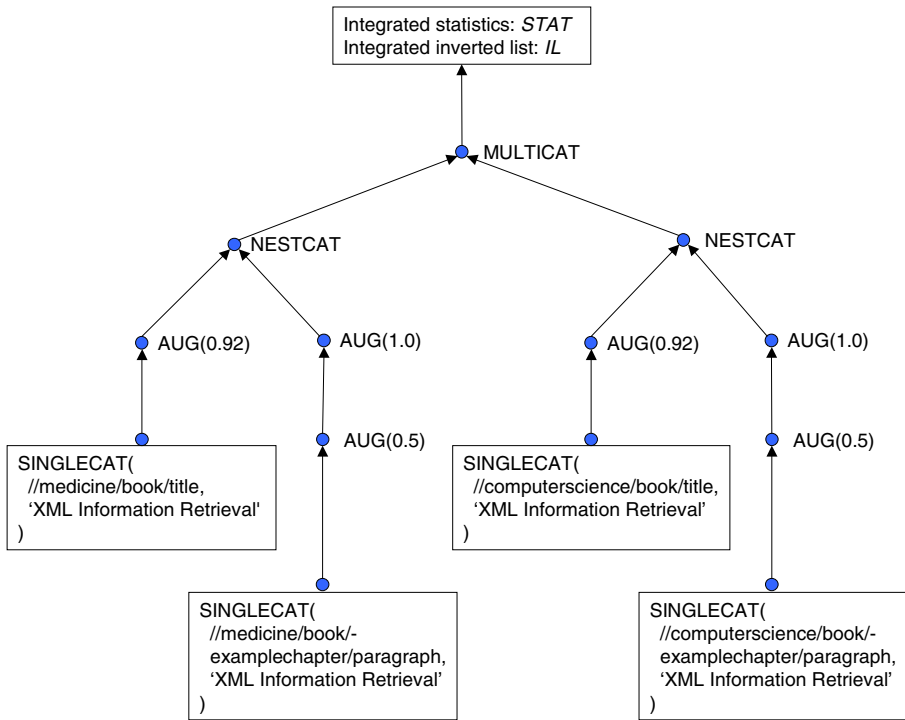 Integrated statistics: STAT
Integrated inverted list: IL
MULTICAT
NESTCAT
NESTCAT
AUG(0.92)
AUG(1.0)
AUG(0.92)
AUG(1.0)
AUG(0.5)
AUG(0.5)
SINGLECAT(
//medicine/book/title,
‘XML Information Retrieval'
)
SINGLECAT(
//computerscience/book/title,
‘XML Information Retrieval’
)
SINGLECAT(
//medicine/book/-
examplechapter/paragraph,
‘XML Information Retrieval’
)
SINGLECAT(
//computerscience/book/-
examplechapter/paragraph,
‘XML Information Retrieval’
)